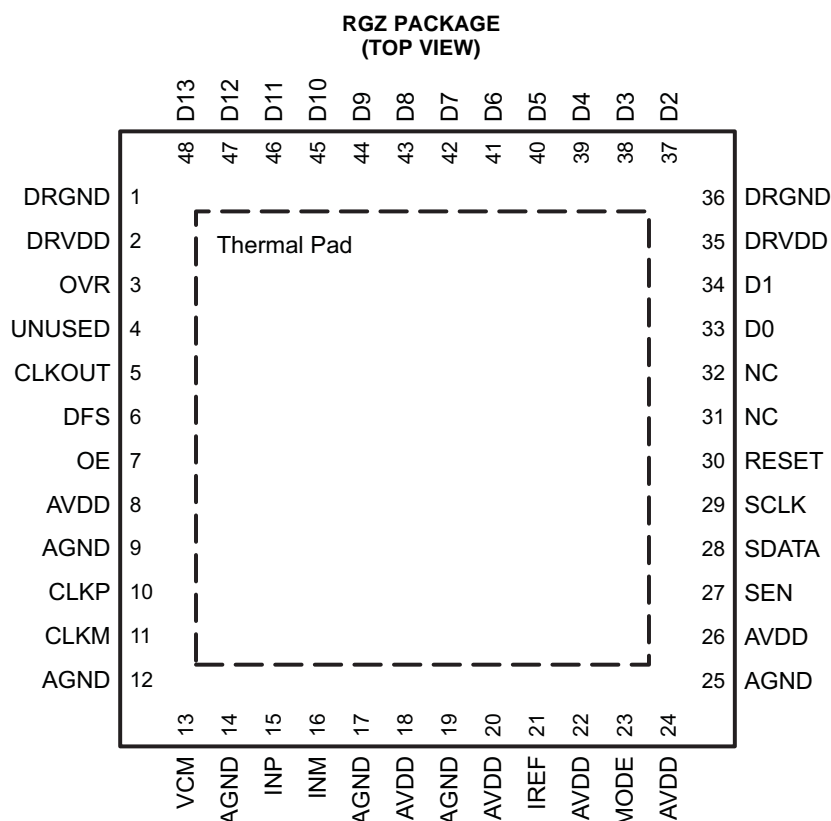 RGZ PACKAGE
(TOP VIEW)
D13 D12 D11 D10 D9 D8 D7 D6 D5 D4 D3 D2
48 47 46 45 44 43 42 41 40 39 38 37
DRGND 1 36 DRGND
DRVDD 2 Thermal Pad 35 DRVDD
OVR 3 34 D1
UNUSED 4 33 D0
CLKOUT 5 32 NC
DFS 6 31 NC
OE 7 30 RESET
AVDD 8 29 SCLK
AGND 9 28 SDATA
CLKP 10 27 SEN
CLKM 11 26 AVDD
AGND 12 25 AGND
13 14 15 16 17 18 19 20 21 22 23 24
VCM AGND INP INM AGND AVDD AGND AVDD IREF AVDD MODE AVDD